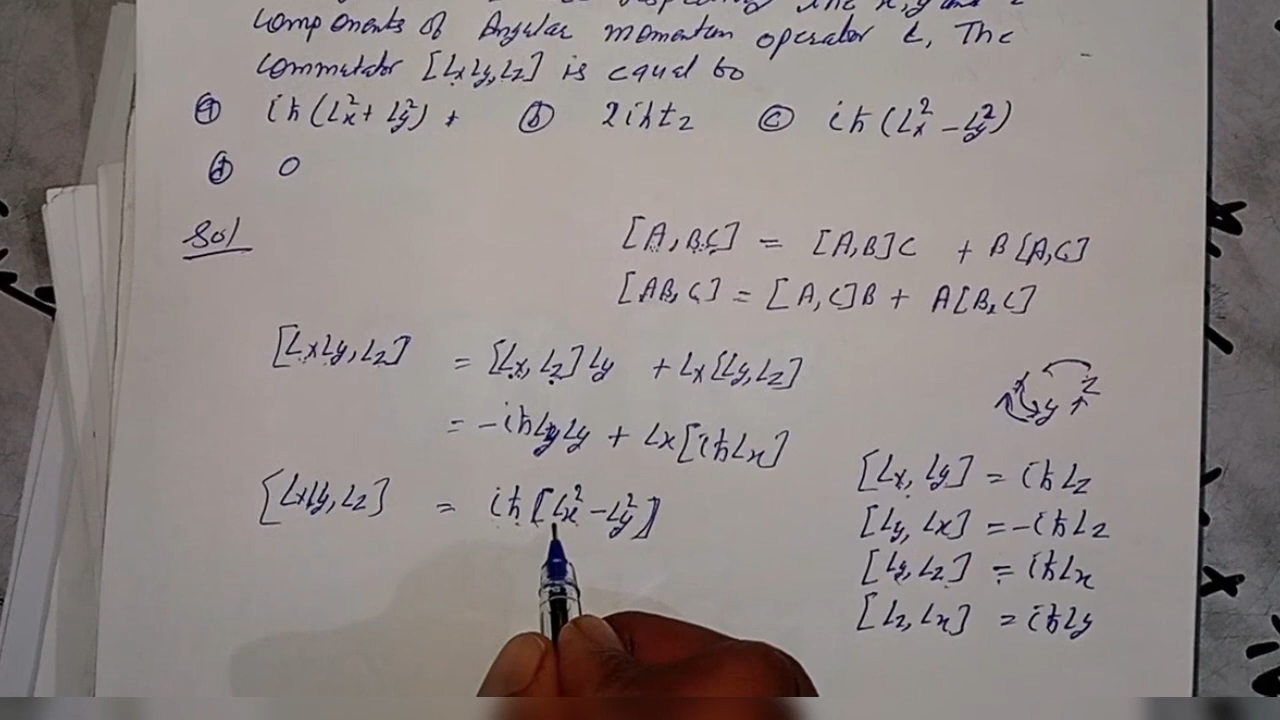 the x, y and z
components of Angular momentum operator L, The
commutator [LxLy, Lz] is equal to
ⓐ iħ(Lx² + Ly²) ⓑ 2iħLz ⓒ iħ(Lx² - Ly²)
ⓓ 0
Sol
[A, BC] = [A,B]C + B[A,C]
[AB, C] = [A,C]B + A[B,C]
[LxLy, Lz] = [Lx, Lz]Ly + Lx[Ly, Lz]
x z
y
= -iħLyLy + Lx[iħLx]
[Lx, Ly] = iħLz
[LxLy, Lz] = iħ[Lx² - Ly²]
[Ly, Lx] = -iħLz
[Ly, Lz] = iħLx
[Lz, Lx] = iħLy